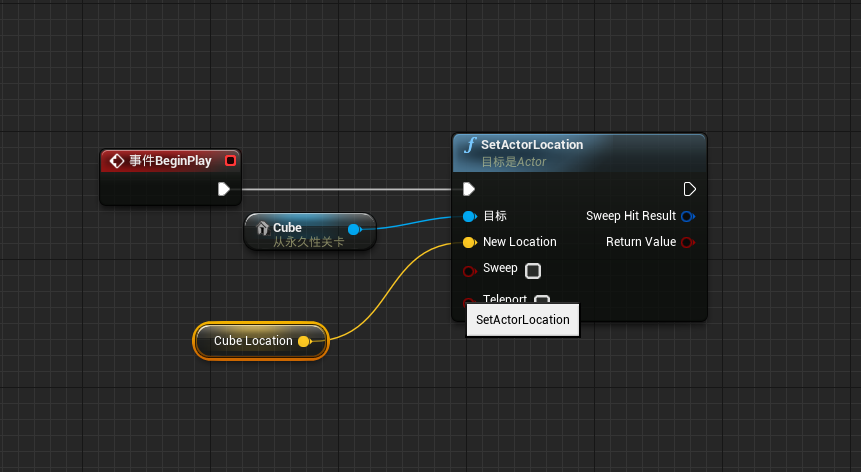 事件BeginPlay
SetActorLocation
目标是Actor
Cube
从永久性关卡
目标
Sweep Hit Result
New Location
Return Value
Sweep
Teleport
SetActorLocation
Cube Location